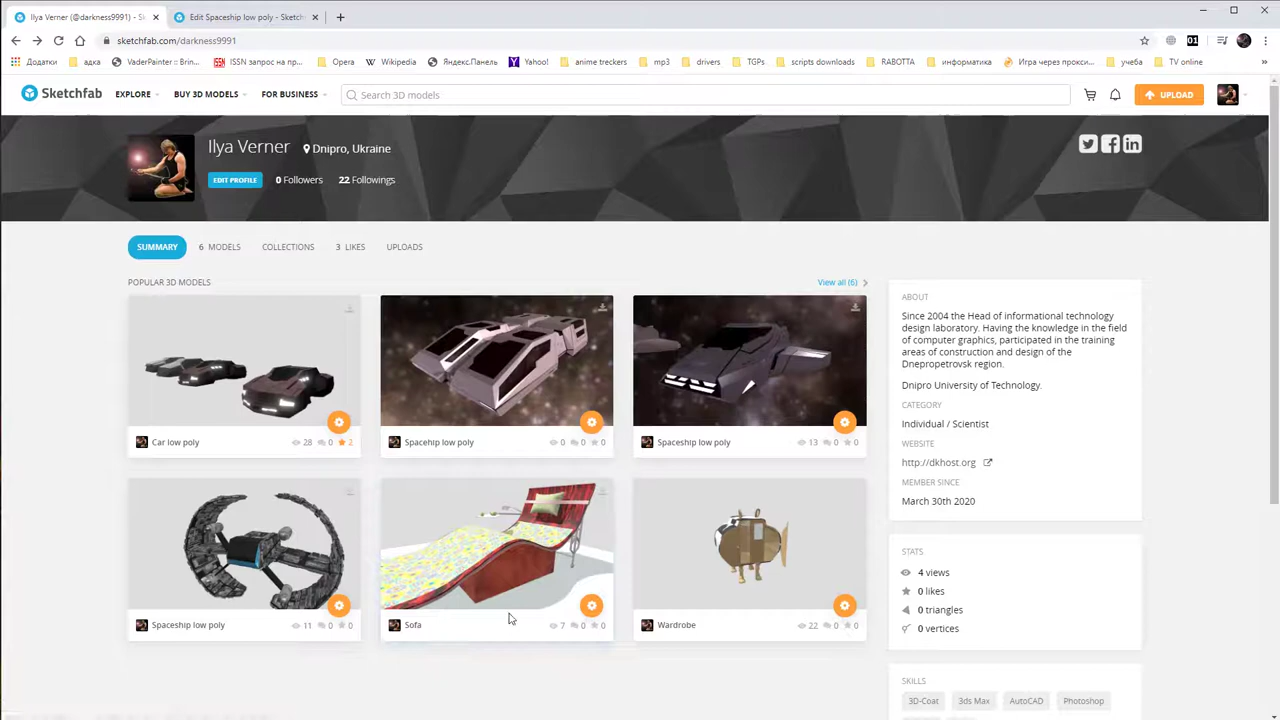 Ilya Verner (@darkness9991) - Sk
Edit Spaceship low poly - Sketch
sketchfab.com/darkness9991
Додатки
адка
VaderPainter :: Brin...
ISSN запрос на пр...
Opera
Wikipedia
Яндекс.Панель
Yahoo!
anime treckers
mp3
drivers
TGPs
scripts downloads
RABOTTA
информатика
Игра через прокси...
учеба
TV online
Sketchfab
EXPLORE
BUY 3D MODELS
FOR BUSINESS
Search 3D models
UPLOAD
Ilya Verner
Dnipro, Ukraine
EDIT PROFILE
0 Followers
22 Followings
SUMMARY
6 MODELS
COLLECTIONS
3 LIKES
UPLOADS
POPULAR 3D MODELS
View all (6)
Car low poly
28 0 2
Spacehip low poly
0 0 0
Spaceship low poly
13 0 0
Spaceship low poly
11 0 0
Sofa
7 0 0
Wardrobe
22 0 0
ABOUT
Since 2004 the Head of informational technology
design laboratory. Having the knowledge in the field
of computer graphics, participated in the training
areas of construction and design of the
Dnepropetrovsk region.
Dnipro University of Technology.
CATEGORY
Individual / Scientist
WEBSITE
http://dkhost.org
MEMBER SINCE
March 30th 2020
STATS
4 views
0 likes
0 triangles
0 vertices
SKILLS
3D-Coat
3ds Max
AutoCAD
Photoshop